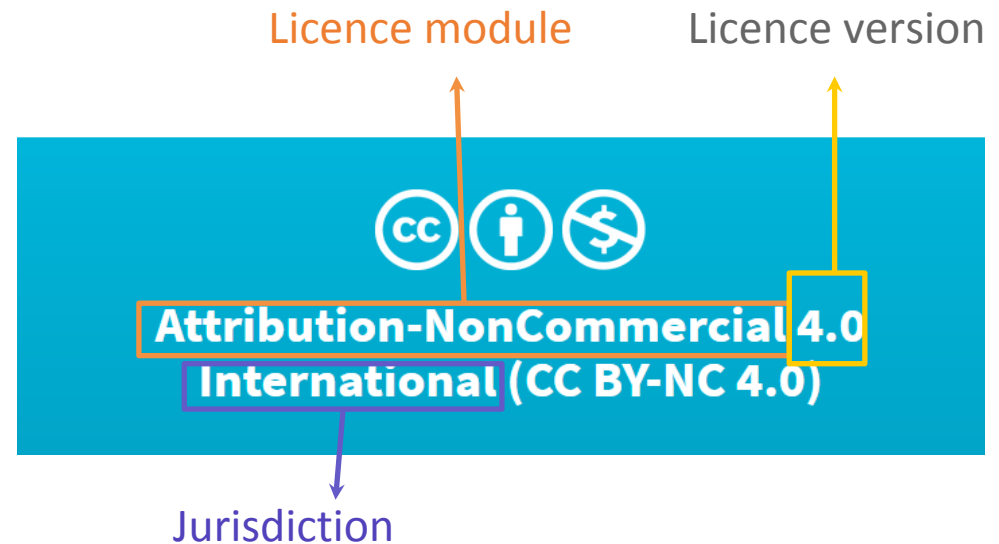 Licence module Licence version
cc
Attribution-NonCommercial 4.0
International (CC BY-NC 4.0)
Jurisdiction